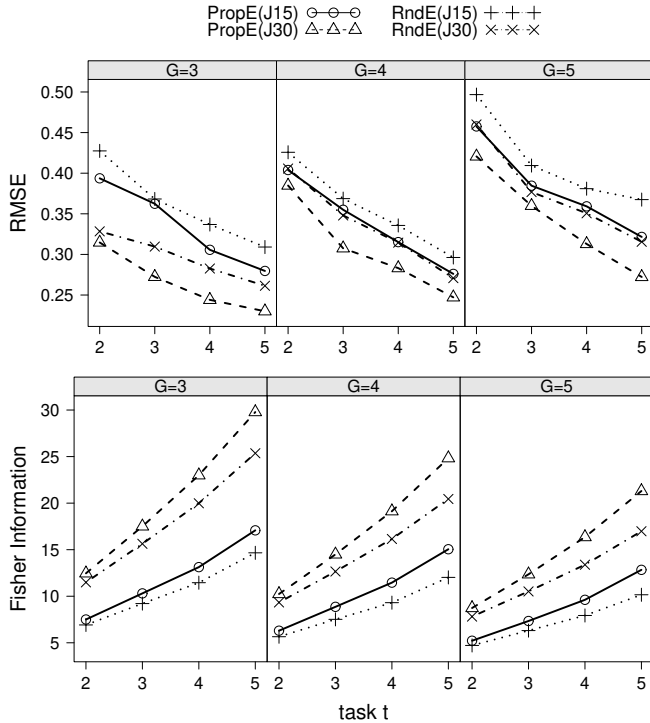 PropE(J15) RndE(J15)
PropE(J30) RndE(J30)
G=3 G=4 G=5
RMSE
0.50
0.45
0.40
0.35
0.30
0.25
2 3 4 5 2 3 4 5 2 3 4 5
G=3 G=4 G=5
Fisher Information
30
25
20
15
10
5
2 3 4 5 2 3 4 5 2 3 4 5
task t